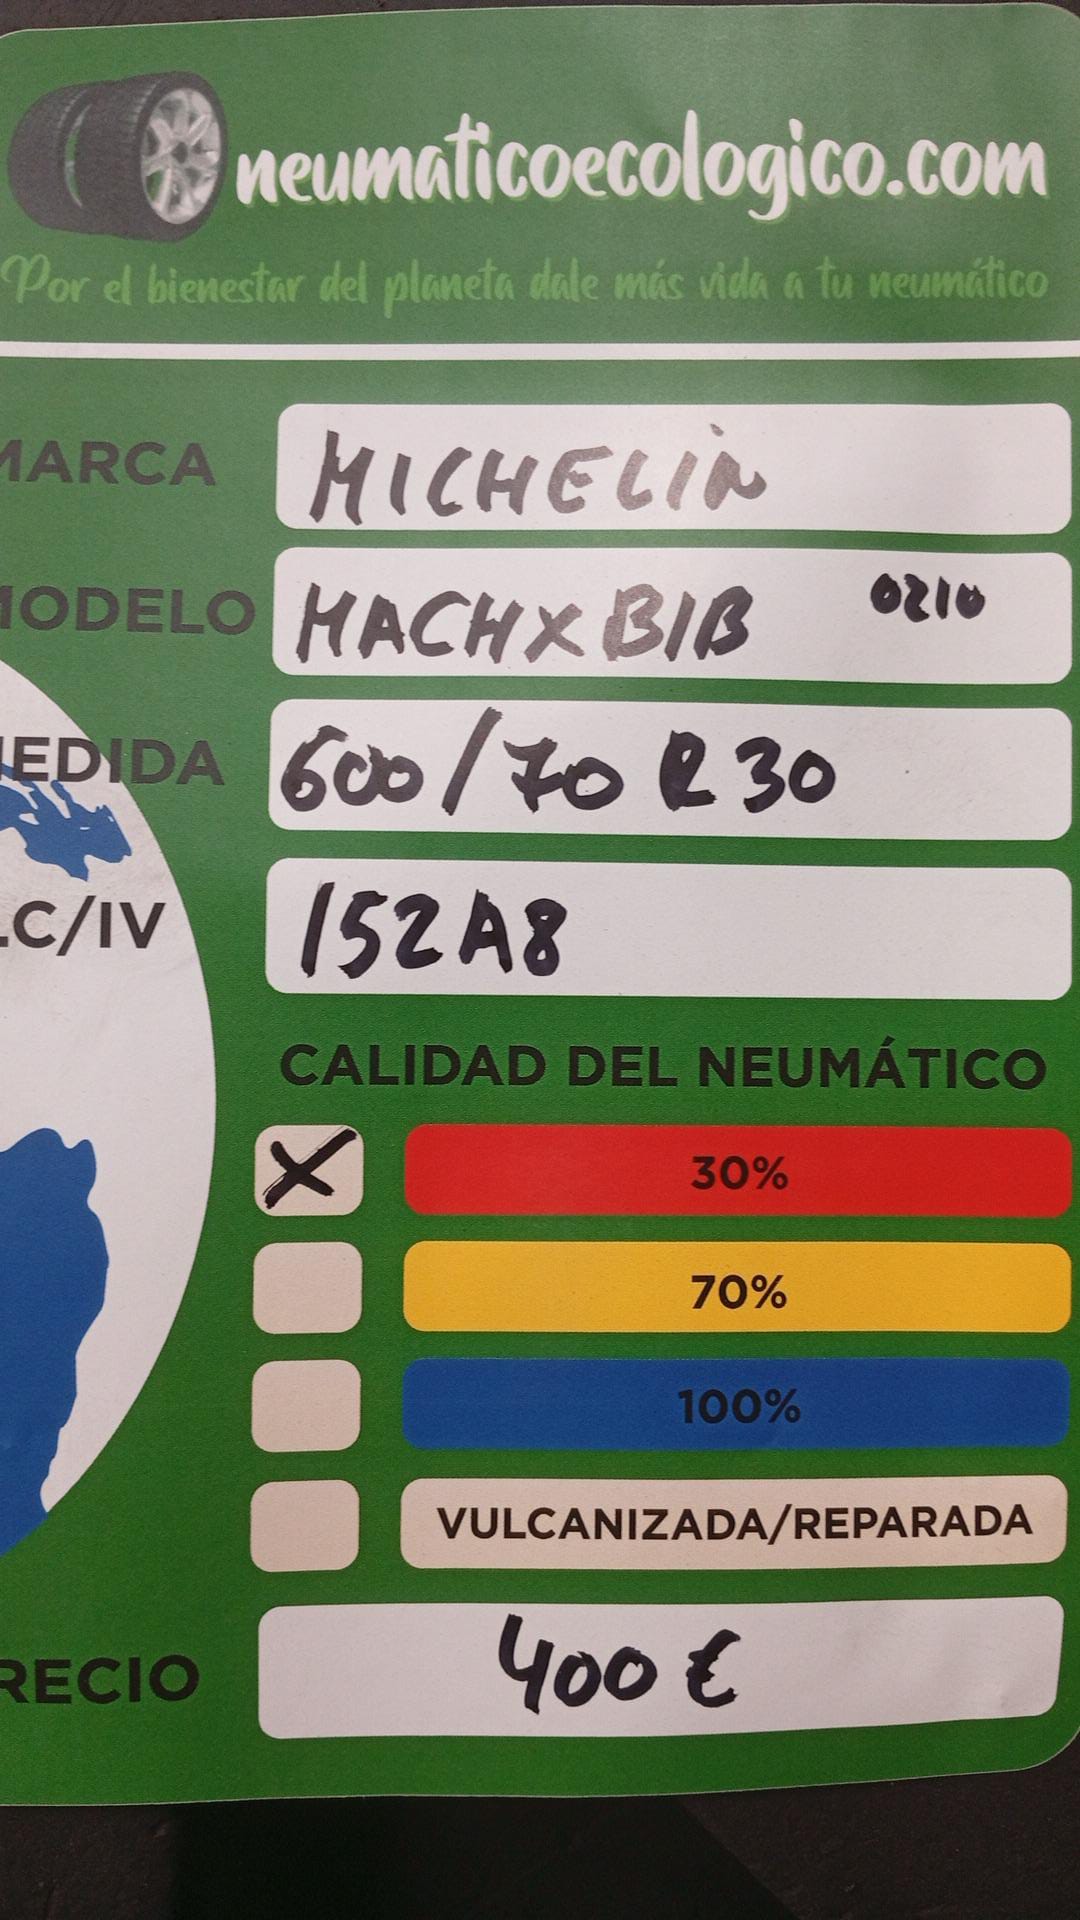 neumaticoecologico.com
Por el bienestar del planeta dale más vida a tu neumático
MARCA MICHELIN
MODELO MACHXBIB 0210
MEDIDA 600/70 R30
LC/IV 152A8
CALIDAD DEL NEUMÁTICO
X 30%
70%
100%
VULCANIZADA/REPARADA
PRECIO 400 €